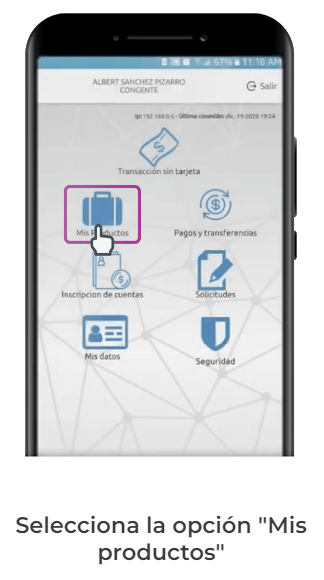 67% 11:16 AM
ALBERT SANCHEZ PIZARRO
CONGENTE
Salir
Ip: 192.168.0.6 - Última conexión: dic.-19-2020 19:24
Transacción sin tarjeta
Mis Productos
Pagos y transferencias
Inscripcion de cuentas
Solicitudes
Mis datos
Seguridad
Selecciona la opción "Mis
productos"